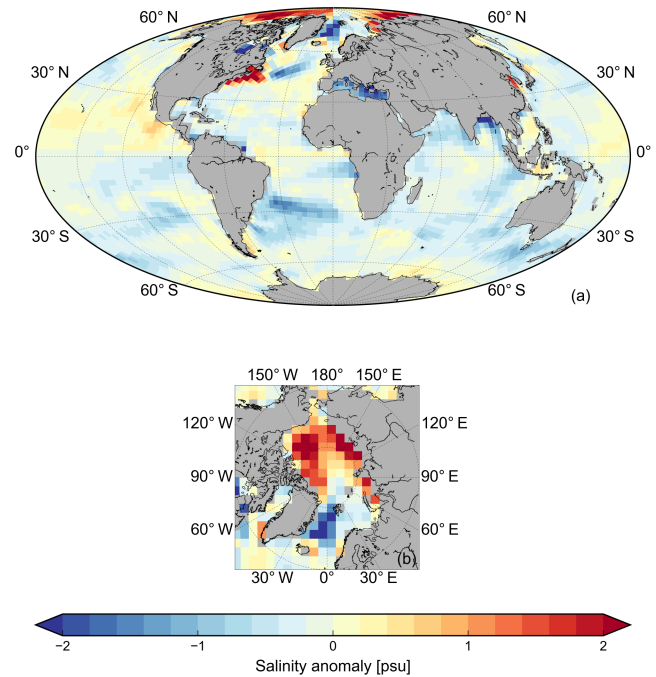 60° N 60° N
30° N 30° N
0° 0°
30° S 30° S
60° S 60° S
(a)
150° W 180° 150° E
120° W 120° E
90° W 90° E
60° W 60° E
(b)
30° W 0° 30° E
−2 −1 0 1 2
Salinity anomaly [psu]